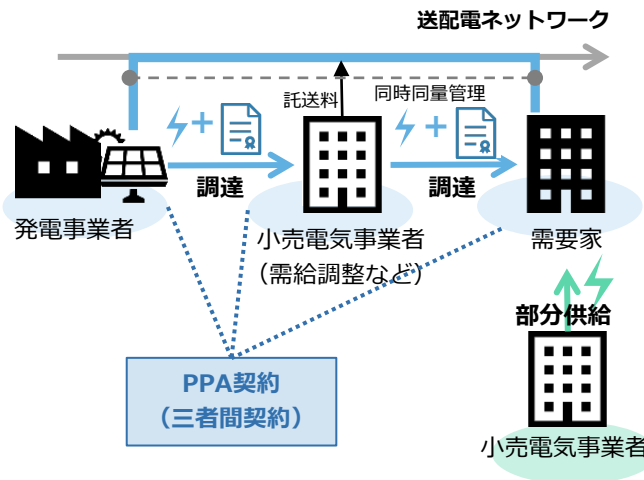 送配電ネットワーク
託送料
同時同量管理
+
+
調達
調達
発電事業者
小売電気事業者
（需給調整など）
需要家
部分供給
PPA契約
（三者間契約）
小売電気事業者